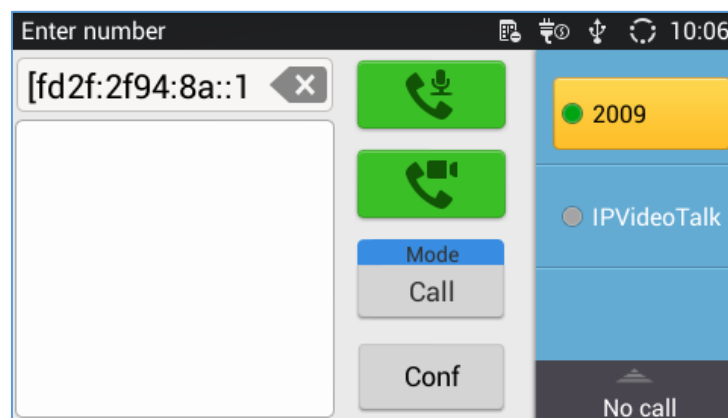 Enter number
10:06
[fd2f:2f94:8a::1
2009
IPVideoTalk
Mode
Call
Conf
No call